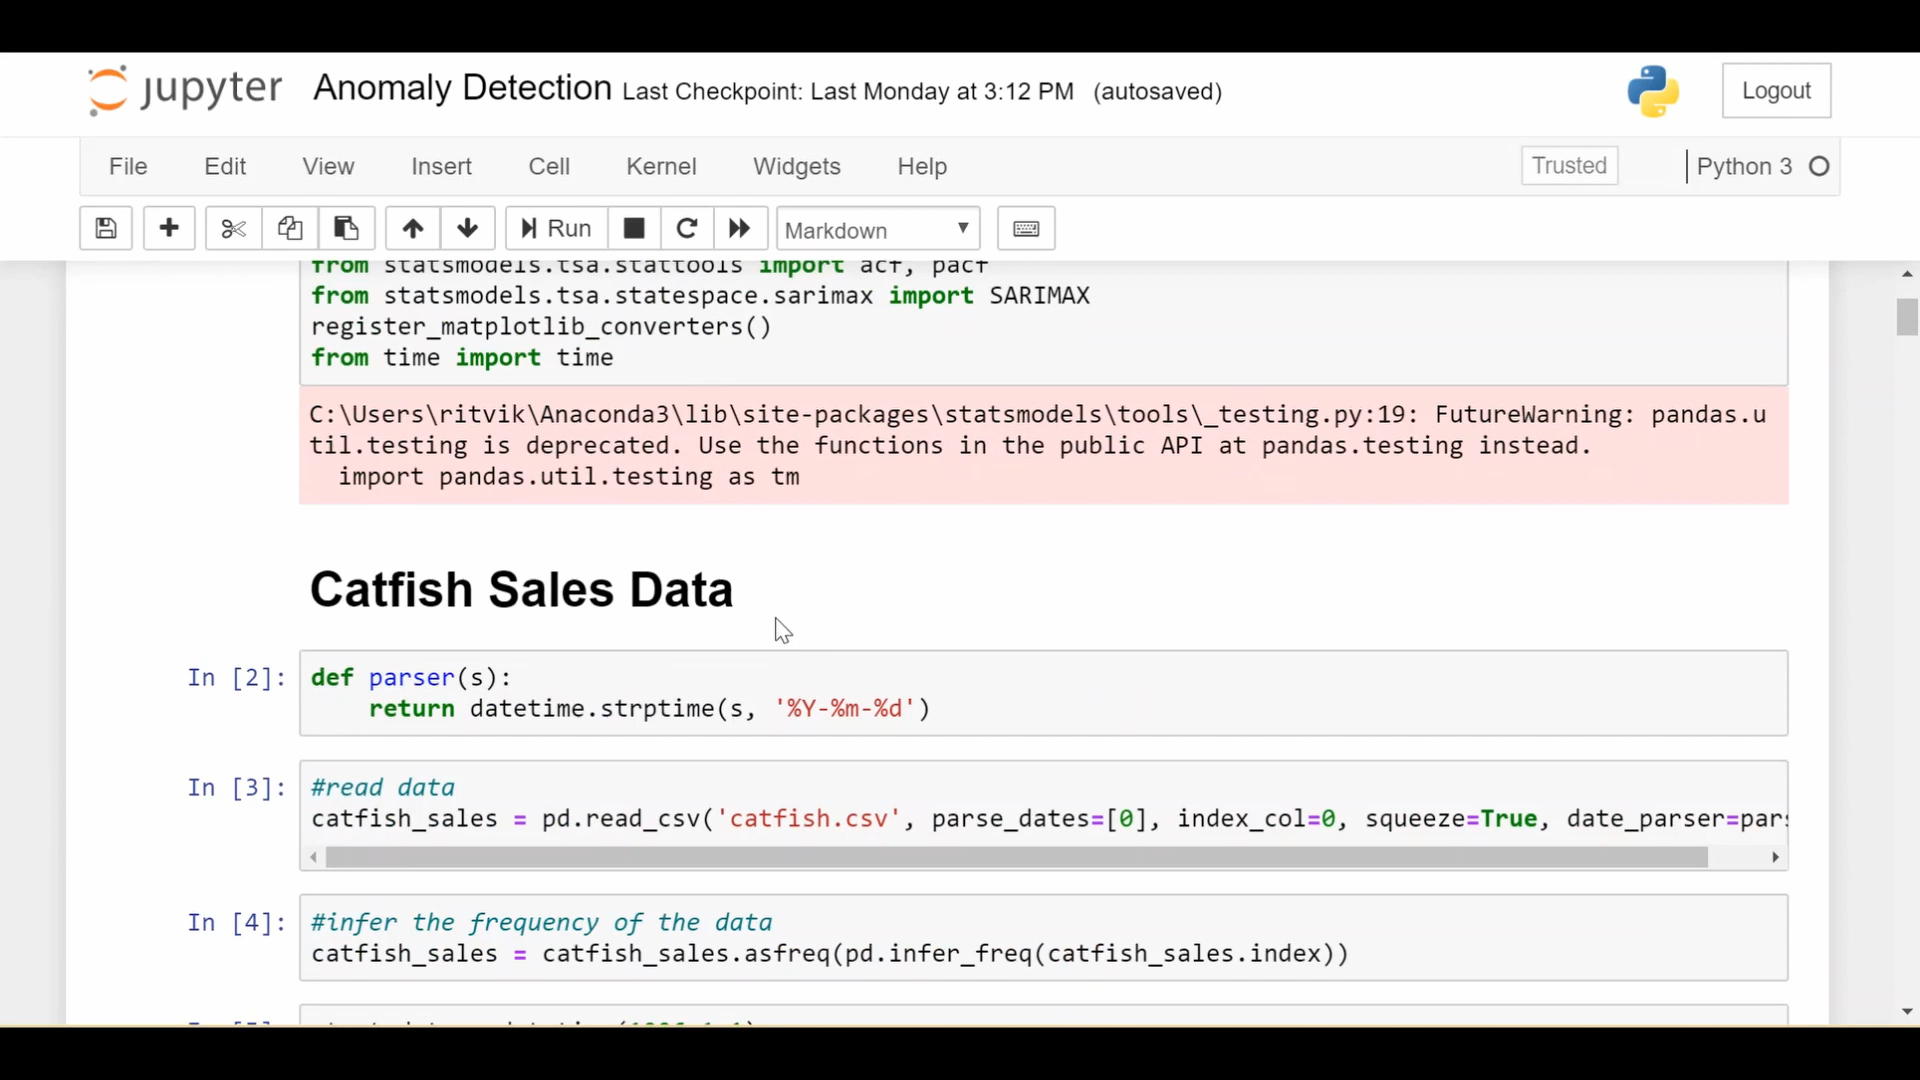 jupyter Anomaly Detection Last Checkpoint: Last Monday at 3:12 PM (autosaved) Logout
File Edit View Insert Cell Kernel Widgets Help Trusted Python 3
Run Markdown
from statsmodels.tsa.stattools import acf, pacf
from statsmodels.tsa.statespace.sarimax import SARIMAX
register_matplotlib_converters()
from time import time
C:\Users\ritvik\Anaconda3\lib\site-packages\statsmodels\tools\_testing.py:19: FutureWarning: pandas.u
til.testing is deprecated. Use the functions in the public API at pandas.testing instead.
import pandas.util.testing as tm
Catfish Sales Data
In [2]: def parser(s):
return datetime.strptime(s, '%Y-%m-%d')
In [3]: #read data
catfish_sales = pd.read_csv('catfish.csv', parse_dates=[0], index_col=0, squeeze=True, date_parser=pars
In [4]: #infer the frequency of the data
catfish_sales = catfish_sales.asfreq(pd.infer_freq(catfish_sales.index))